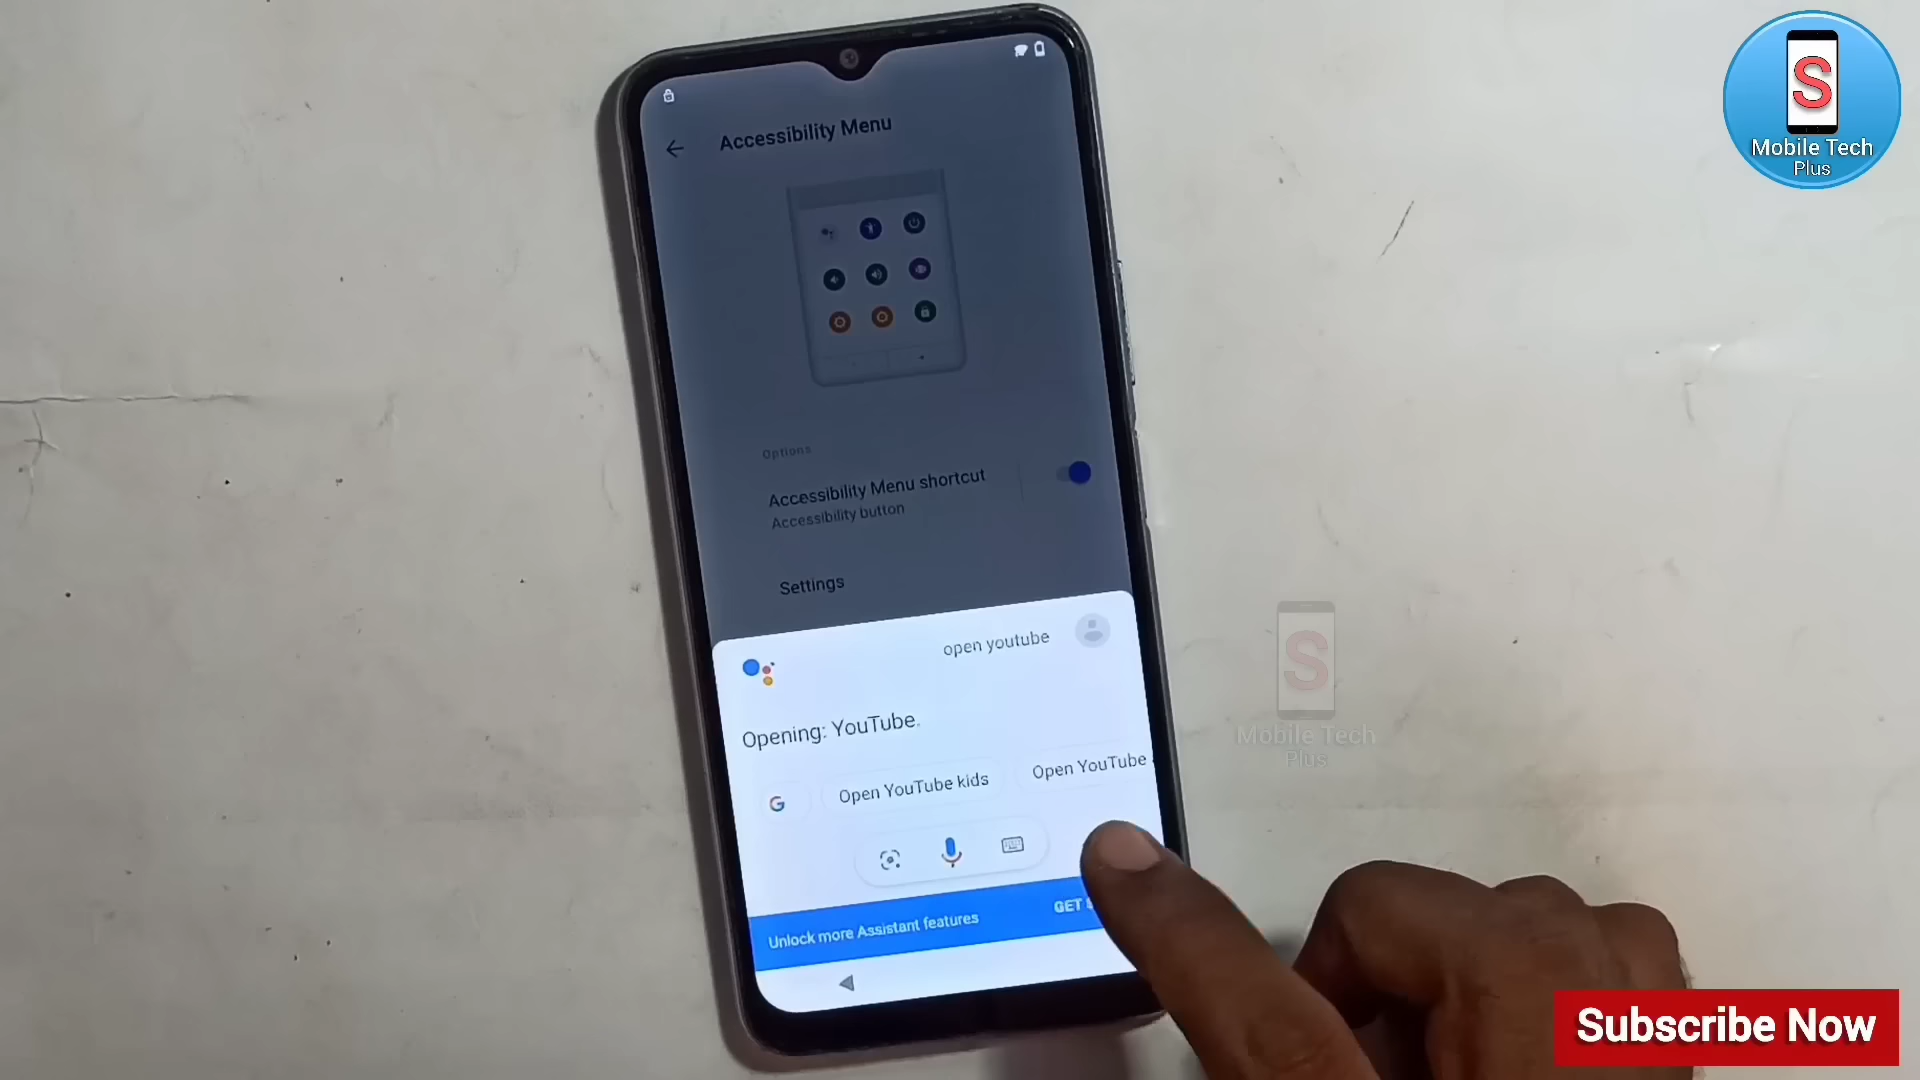 Accessibility Menu
Options
Accessibility Menu shortcut
Accessibility button
Settings
open youtube
Opening: YouTube.
G
Open YouTube kids
Open YouTube
Unlock more Assistant features
GET
S
Mobile Tech
Plus
S
Mobile Tech
Plus
Subscribe Now